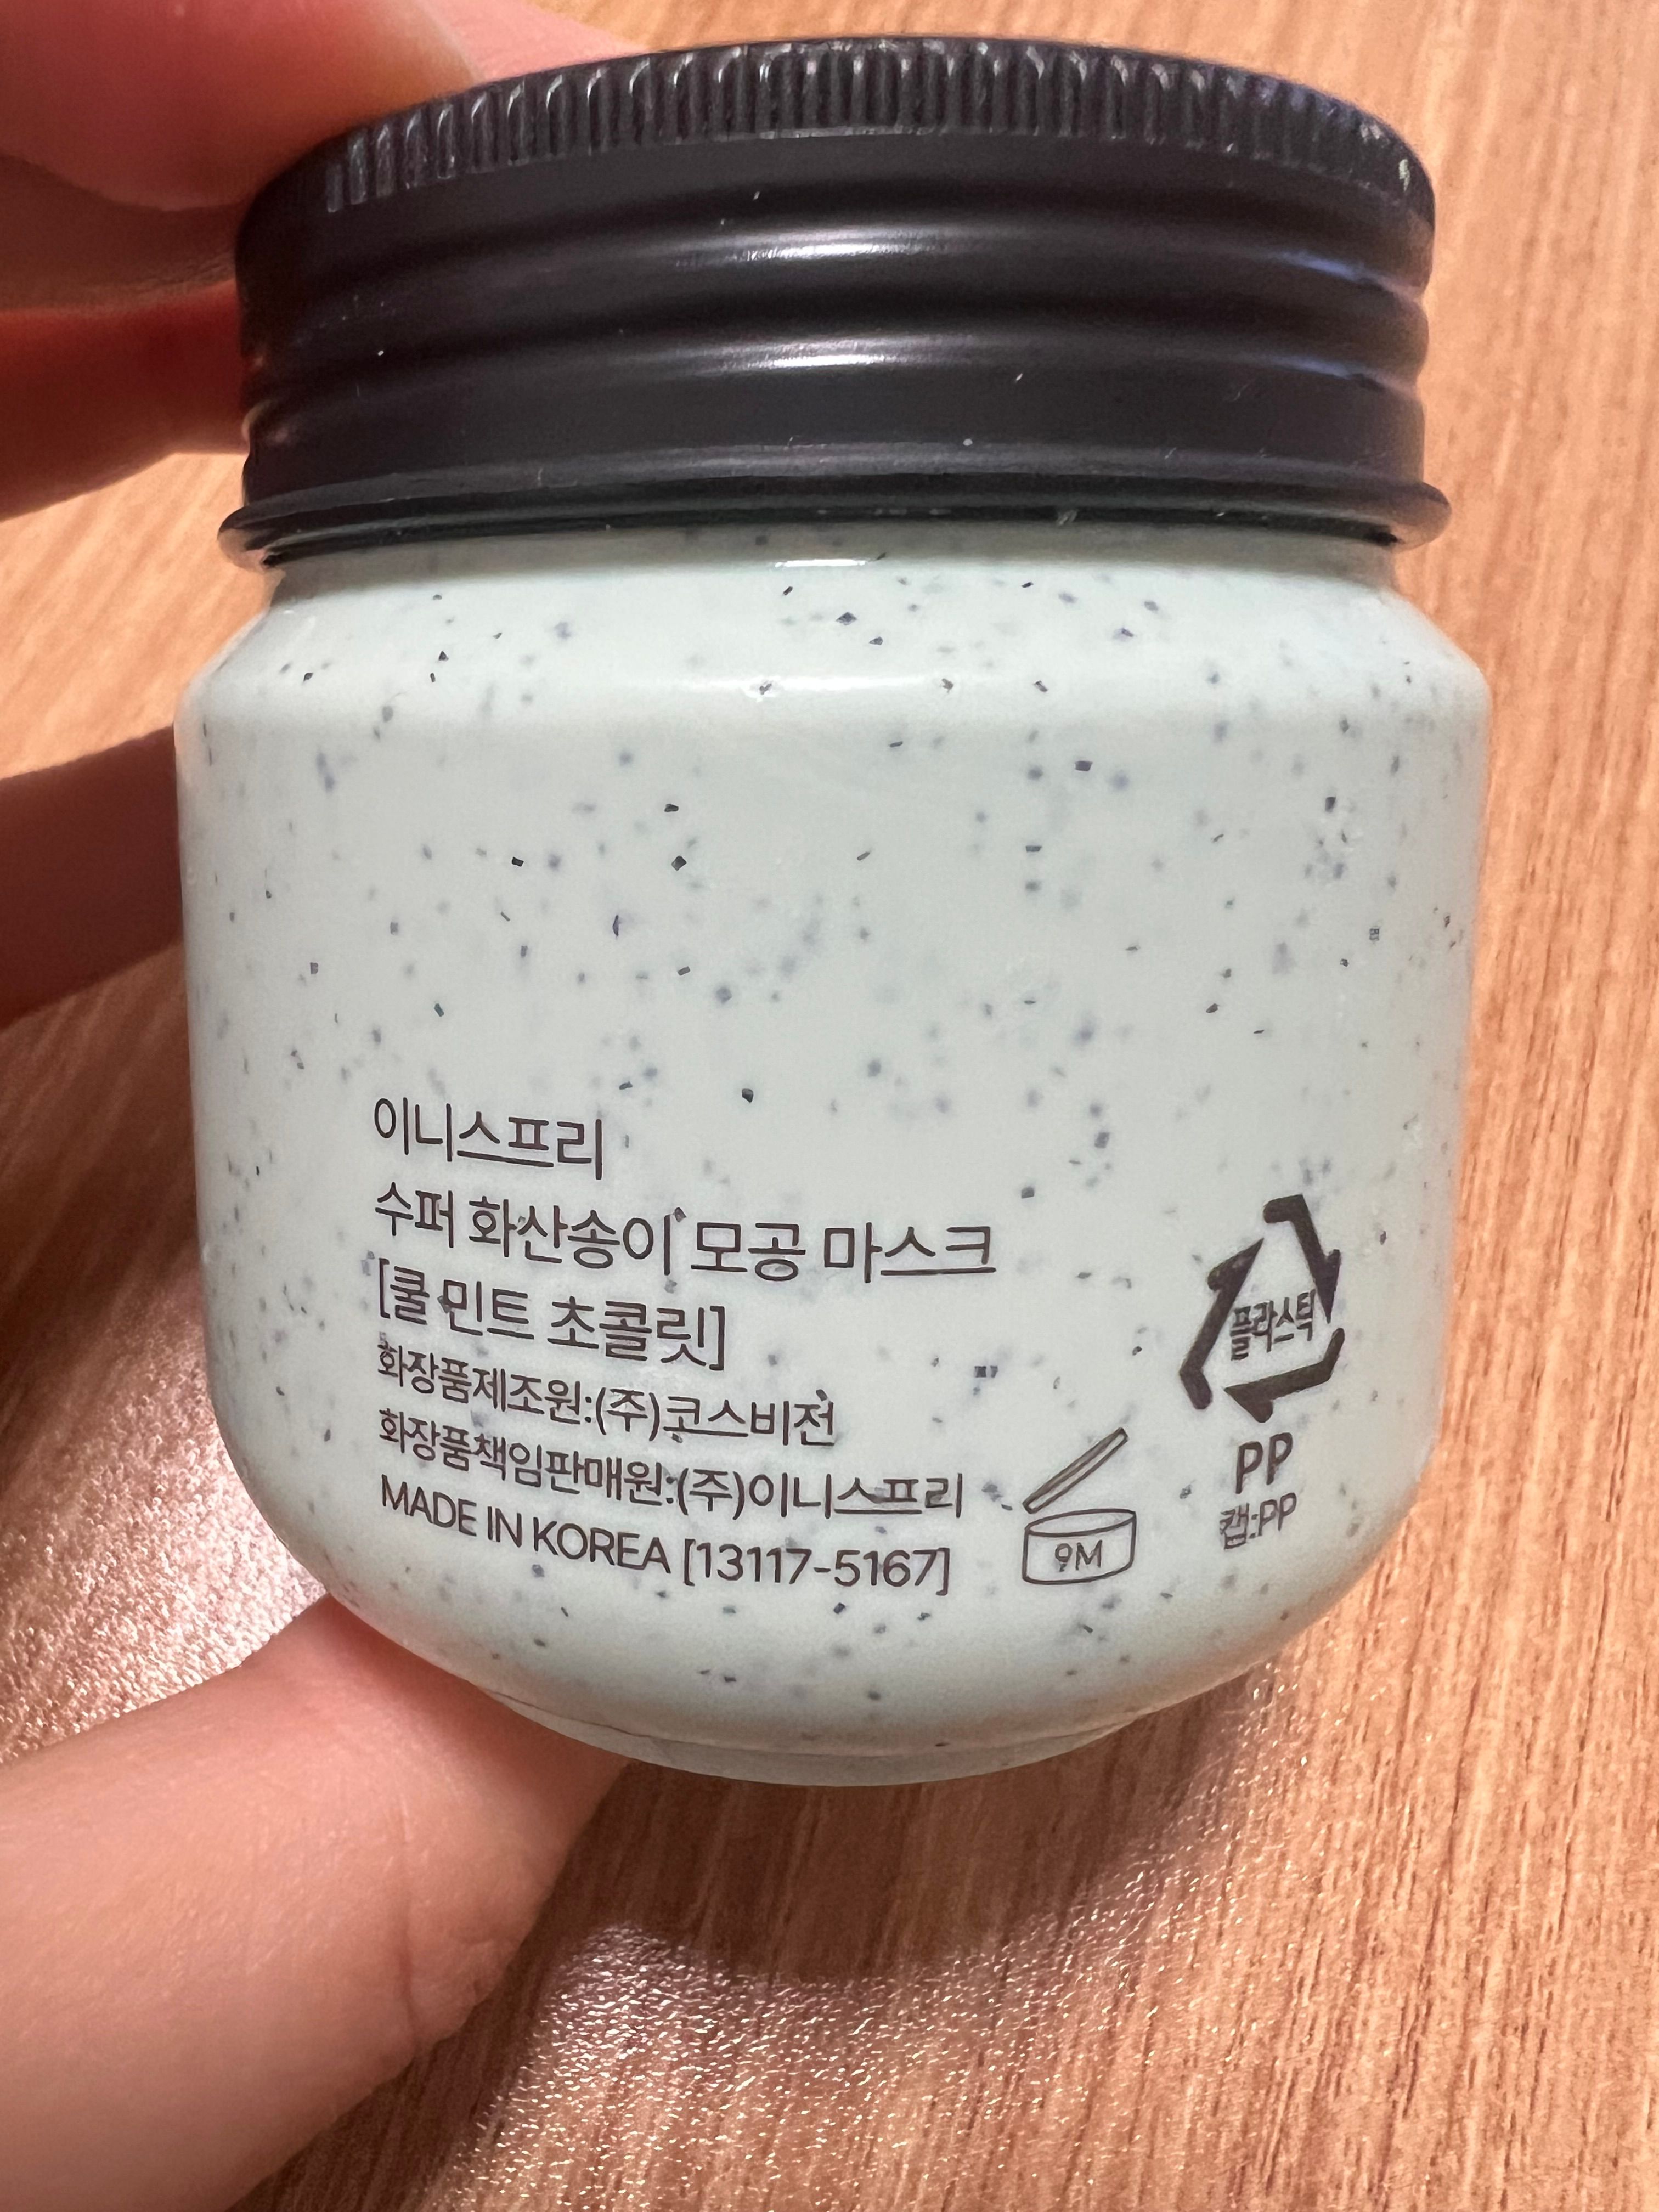 이니스프리
수퍼 화산송이 모공 마스크
[쿨 민트 초콜릿]
화장품제조원:(주)코스비전
화장품책임판매원:(주)이니스프리
MADE IN KOREA [13117-5167]
9M
플라스틱
PP
캡:PP